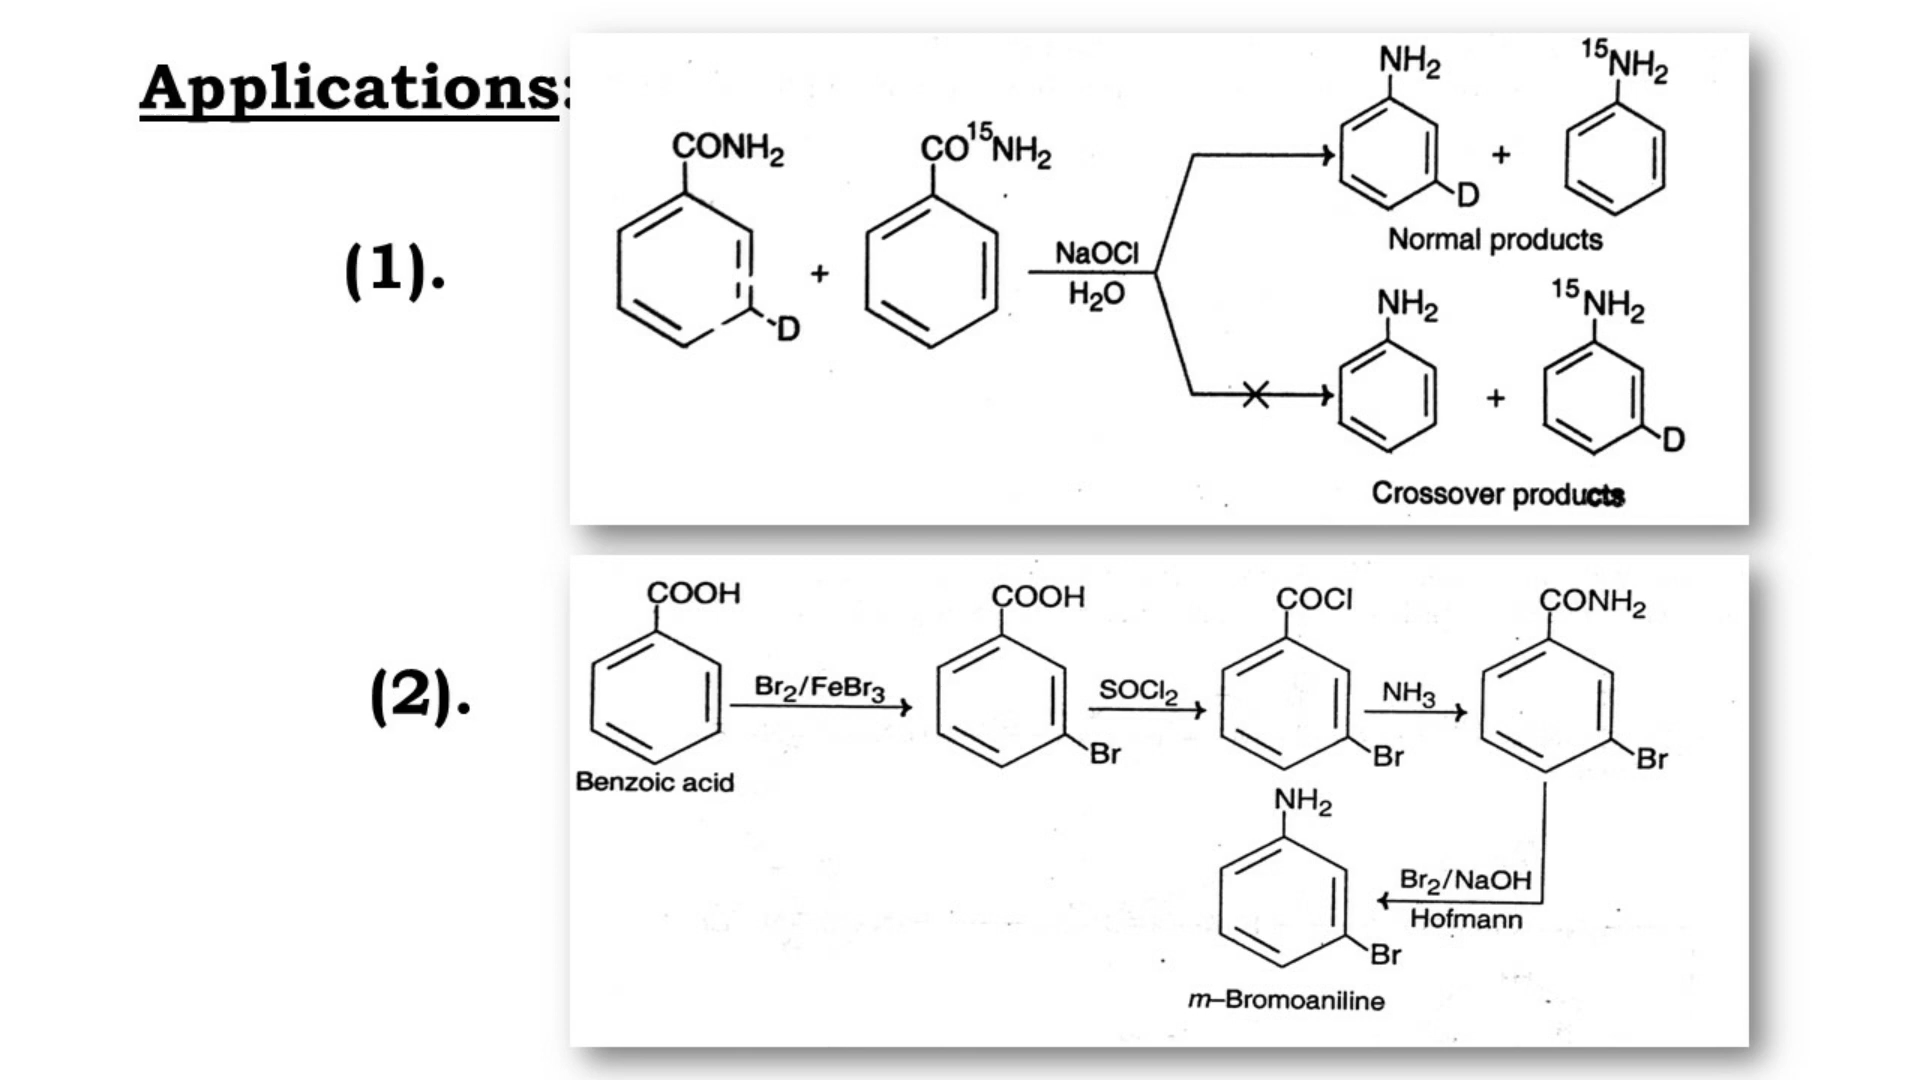 Applications:
(1).
CONH₂
CO¹⁵NH₂
D
+
NaOCl
H₂O
NH₂
¹⁵NH₂
+
D
Normal products
NH₂
¹⁵NH₂
+
D
Crossover products
(2).
COOH
Benzoic acid
Br₂/FeBr₃
COOH
Br
SOCl₂
COCl
Br
NH₃
CONH₂
Br
Br₂/NaOH
Hofmann
NH₂
Br
m–Bromoaniline